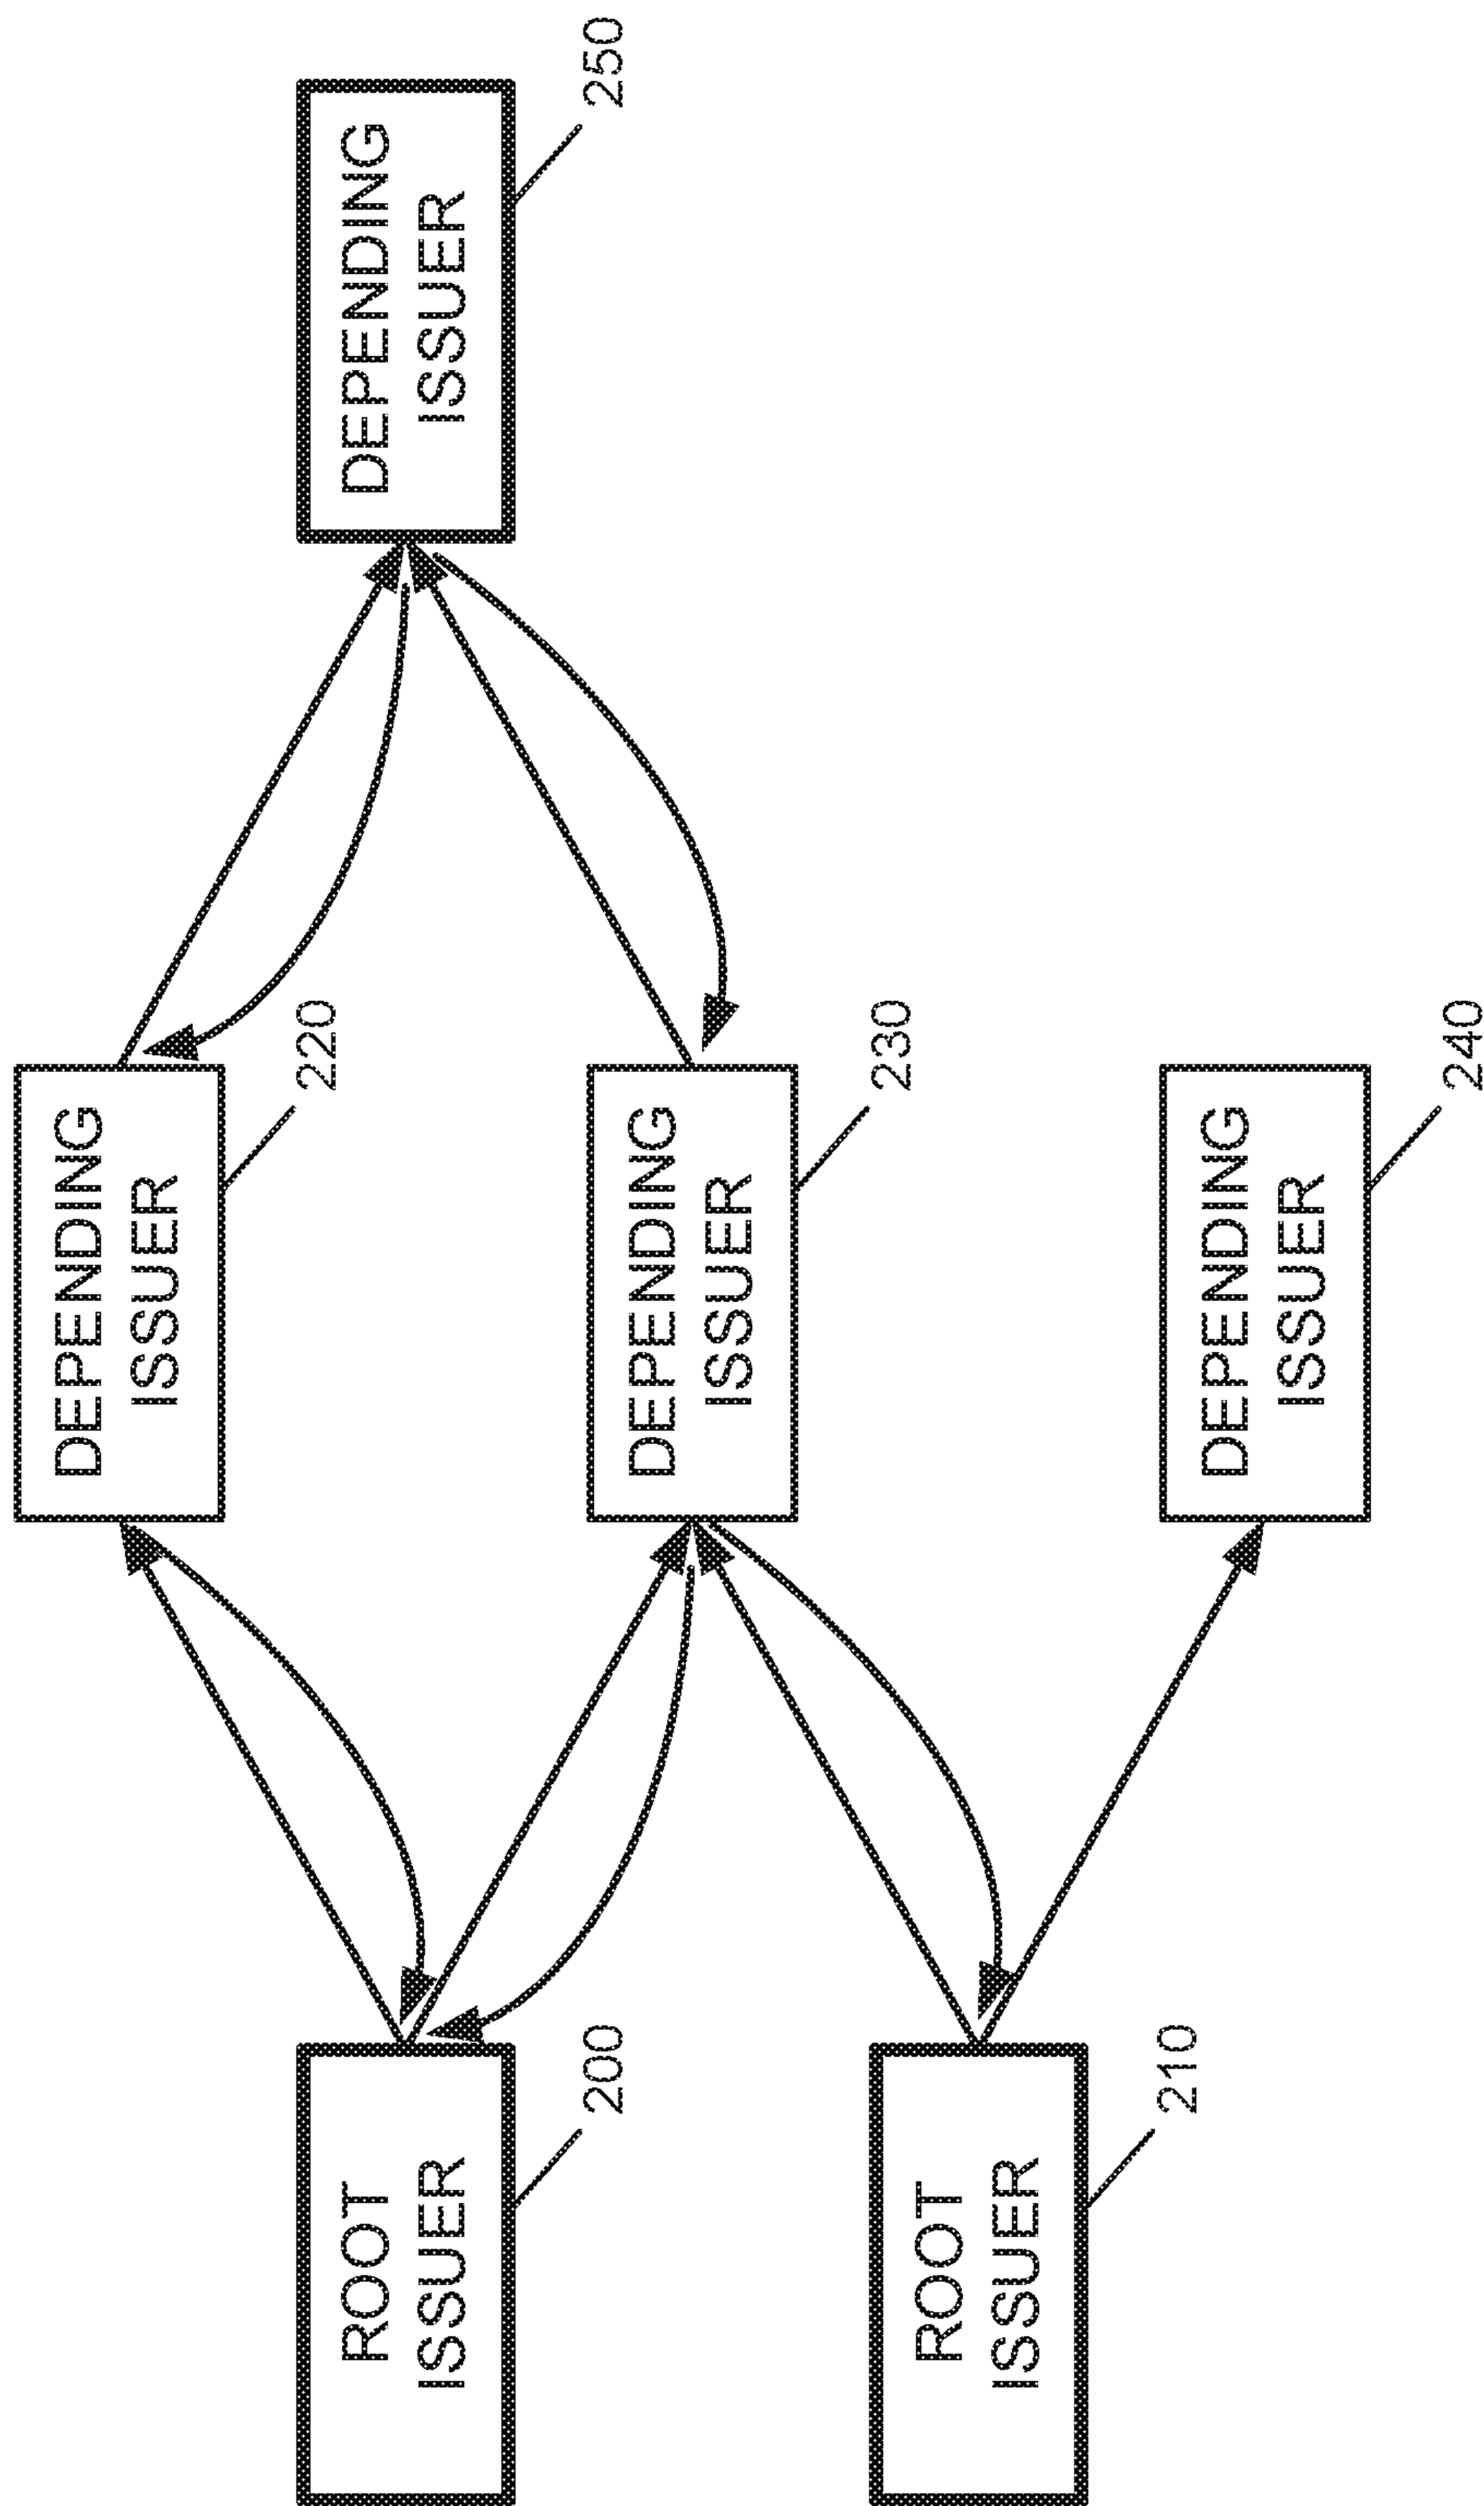 ROOT
ISSUER
200
ROOT
ISSUER
210
DEPENDING
ISSUER
220
DEPENDING
ISSUER
230
DEPENDING
ISSUER
240
DEPENDING
ISSUER
250